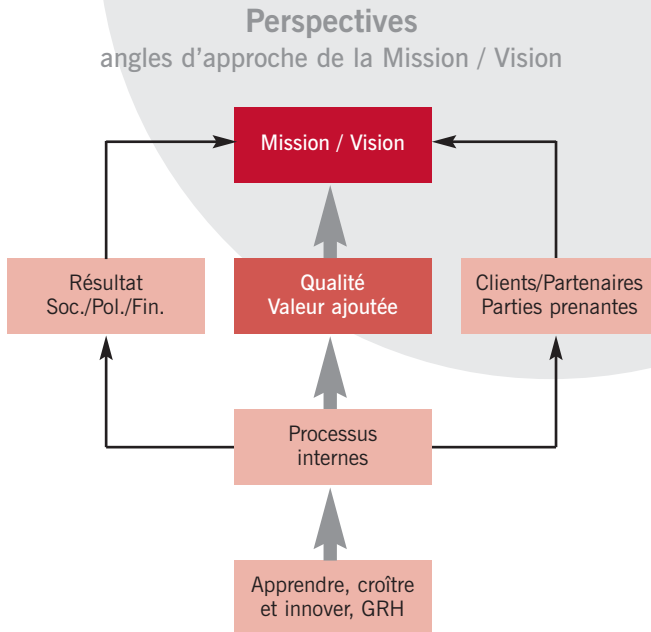 Perspectives
angles d’approche de la Mission / Vision
Mission / Vision
Résultat
Soc./Pol./Fin.
Qualité
Valeur ajoutée
Clients/Partenaires
Parties prenantes
Processus
internes
Apprendre, croître
et innover, GRH